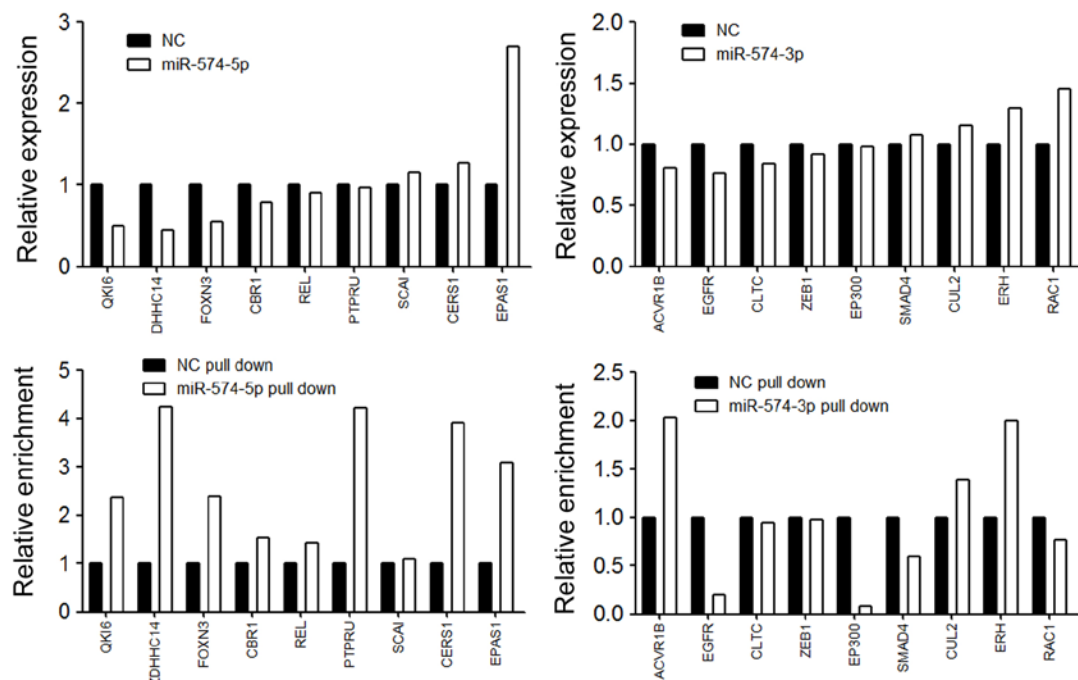 Relative expression
3
2
1
0
NC
miR-574-5p
QKI6
DHHC14
FOXN3
CBR1
REL
PTPRU
SCAI
CERS1
EPAS1
Relative expression
2.0
1.5
1.0
0.5
0.0
NC
miR-574-3p
ACVR1B
EGFR
CLTC
ZEB1
EP300
SMAD4
CUL2
ERH
RAC1
Relative enrichment
5
4
3
2
1
0
NC pull down
miR-574-5p pull down
QKI6
ZDHHC14
FOXN3
CBR1
REL
PTPRU
SCAI
CERS1
EPAS1
Relative enrichment
2.5
2.0
1.5
1.0
0.5
0.0
NC pull down
miR-574-3p pull down
ACVR1B
EGFR
CLTC
ZEB1
EP300
SMAD4
CUL2
ERH
RAC1